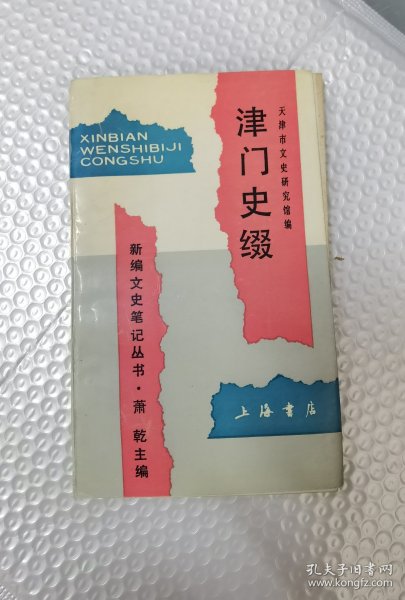 XINBIAN
WENSHIBIJI
CONGSHU
天津市文史研究馆编
津门史缀
新编文史笔记丛书·萧乾主编
上海书店
孔夫子旧书网
www.kongfz.com